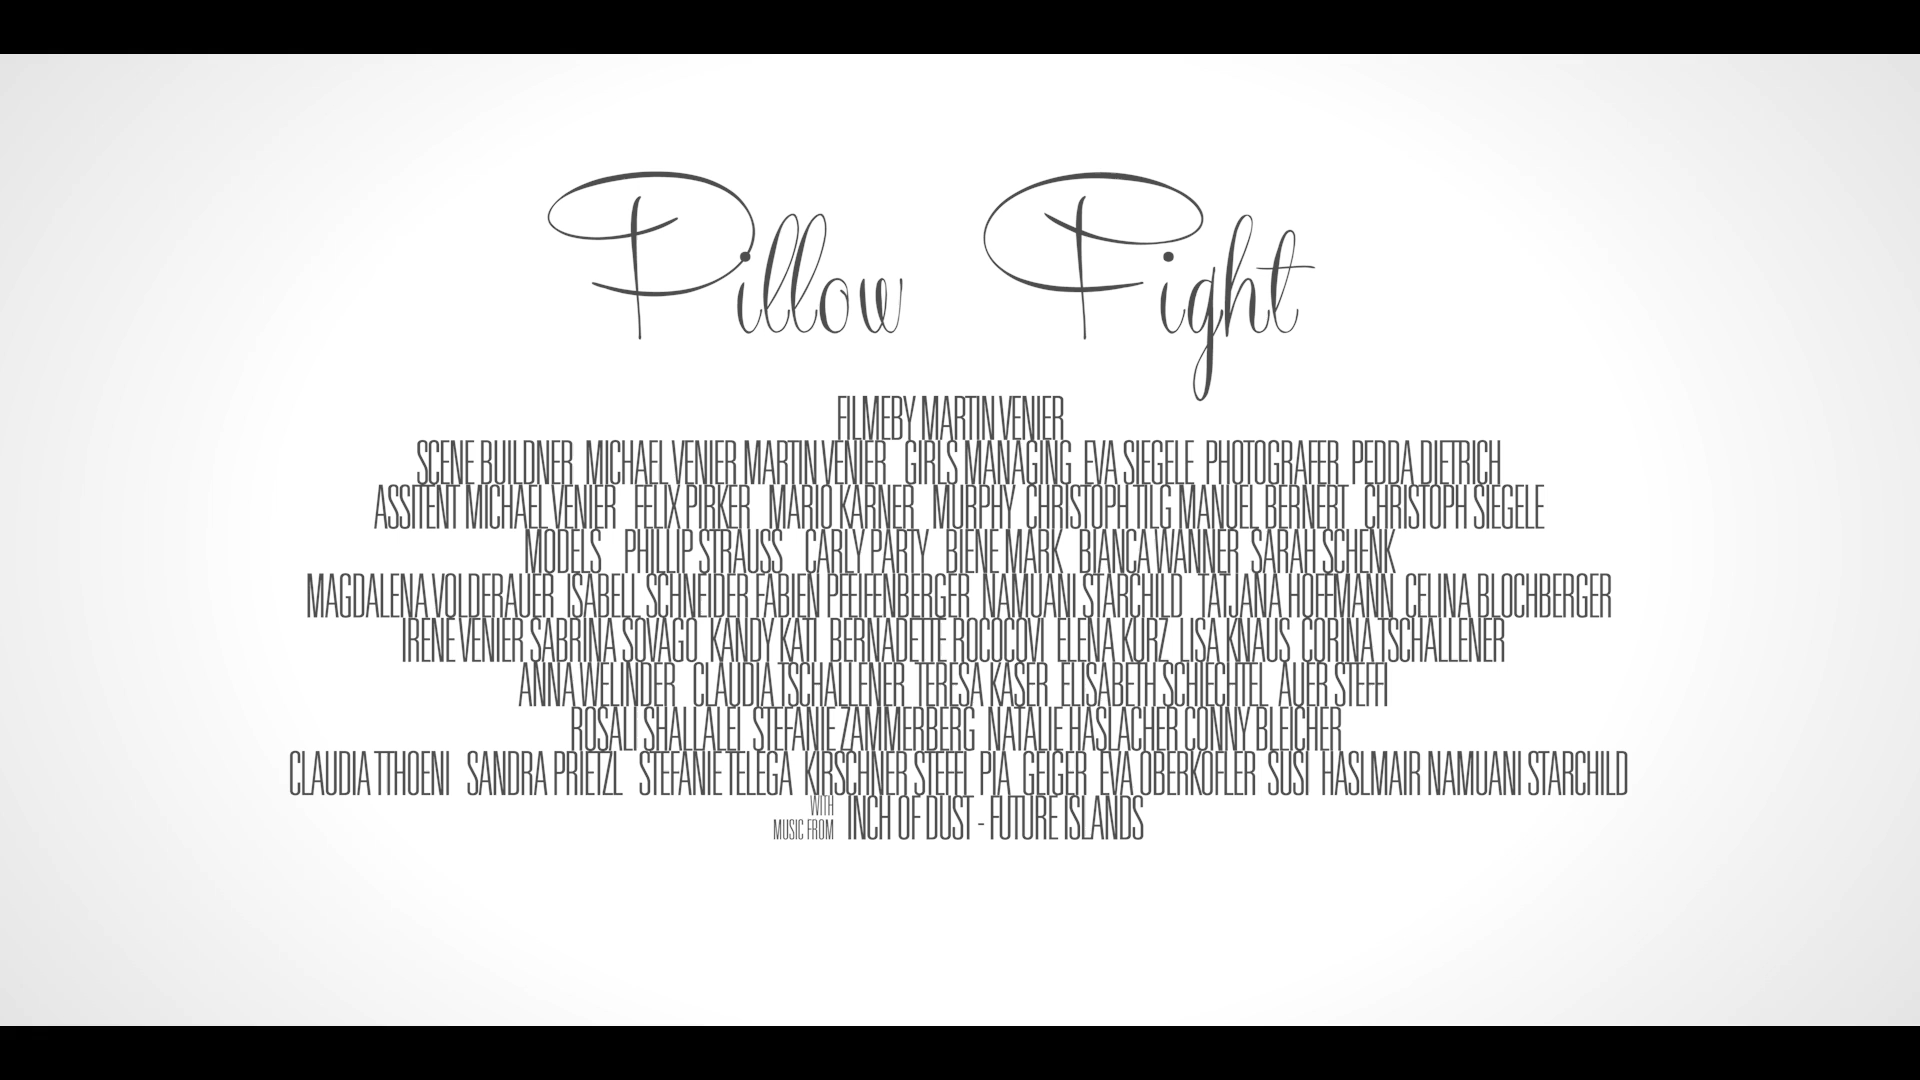 Pillow Fight
FILMEBY MARTIN VENIER
SCENE BUILDNER MICHAEL VENIER MARTIN VENIER GIRLS MANAGING EVA SIEGELE PHOTOGRAFER PEDDA DIETRICH
ASSITENT MICHAEL VENIER FELIX PIRKER MARIO KARNER MURPHY CHRISTOPH TILG MANUEL BERNERT CHRISTOPH SIEGELE
MODELS PHILLIP STRAUSS CARLY PARTY BIENE MARK BIANCA WANNER SARAH SCHENK
MAGDALENA VOLDERAUER ISABELL SCHNEIDER FABIEN PFEIFENBERGER NAMUANI STARCHILD TATJANA HOFFMANN CELINA BLOCHBERGER
IRENE VENIER SABRINA SOVAGO KANDY KATI BERNADETTE ROCOCOVI ELENA KURZ LISA KNAUS CORINA TSCHALLENER
ANNA WELINDER CLAUDIA TSCHALLENER TERESA KASER ELISABETH SCHIECHTEL AUER STEFFI
ROSALI SHALLALEI STEFANIE ZAMMERBERG NATALIE HASLACHER CONNY BLEICHER
CLAUDIA TTHOENI SANDRA PRIETZL STEFANIE TELEGA KIRSCHNER STEFFI PIA GEIGER EVA OBERKOFLER SUSI HASLMAIR NAMUANI STARCHILD
WITH
MUSIC FROM INCH OF DUST - FUTURE ISLANDS